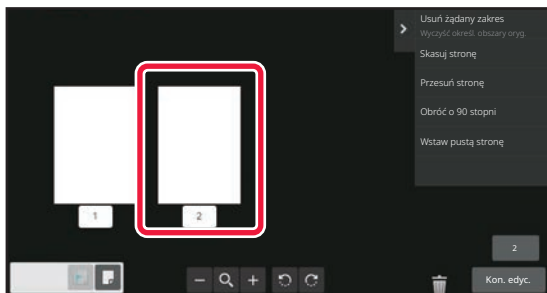 Usuń żądany zakres
Wyczyść określ. obszary oryg.
Skasuj stronę
Przesuń stronę
Obróć o 90 stopni
Wstaw pustą stronę
1
2
2
Kon. edyc.